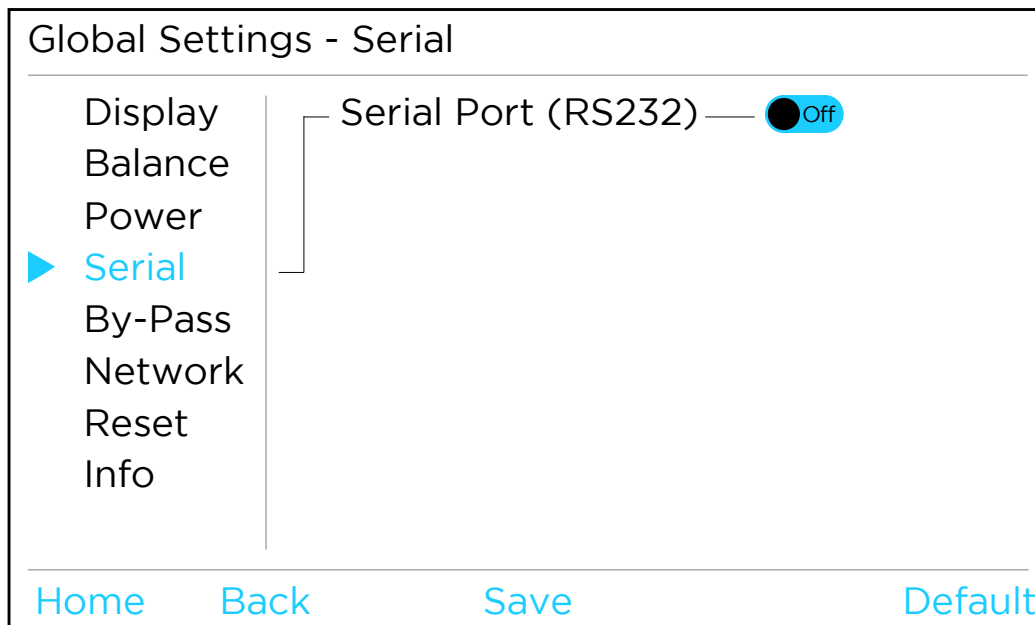 Global Settings - Serial
Display
Balance
Power
Serial
By-Pass
Network
Reset
Info
Serial Port (RS232) Off
Home Back Save Default